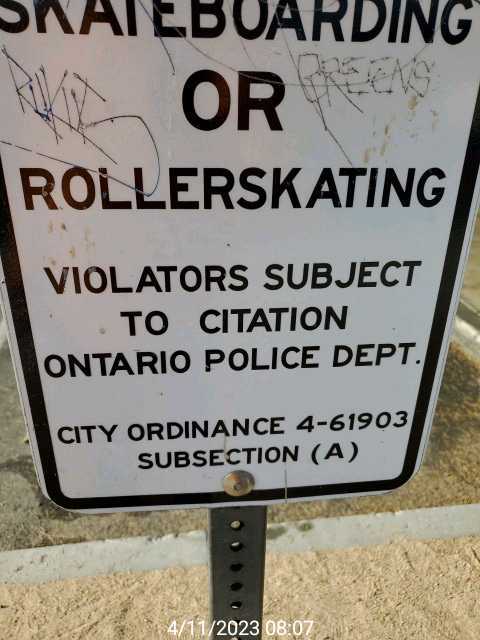 SKATEBOARDING
OR
GREENS
ROLLERSKATING
VIOLATORS SUBJECT
TO CITATION
ONTARIO POLICE DEPT.
CITY ORDINANCE 4-61903
SUBSECTION (A)
4/11/2023 08:07